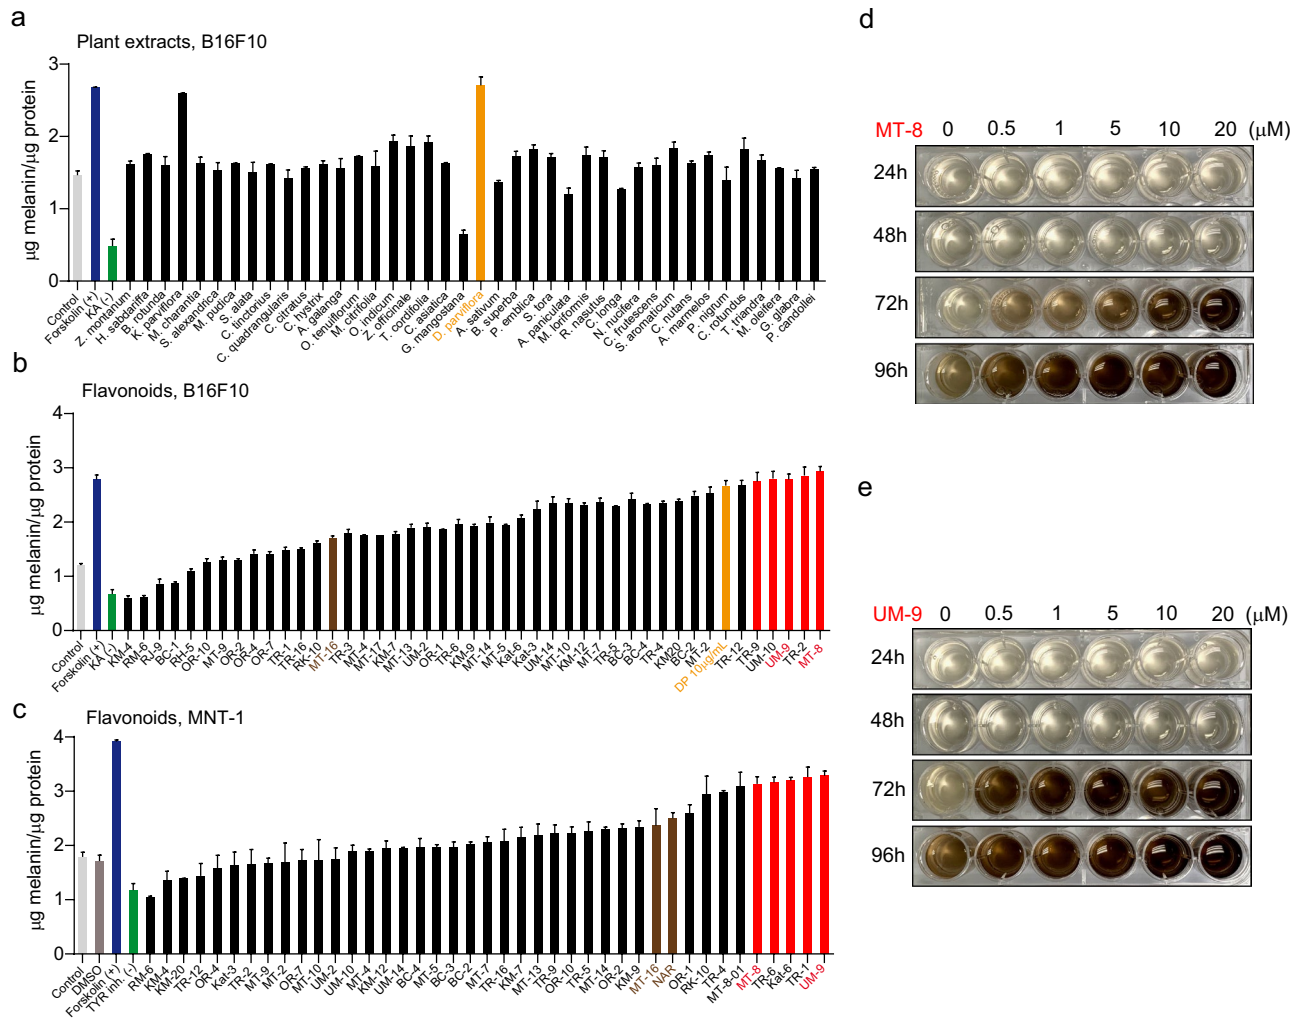 a
Plant extracts, B16F10
µg melanin/µg protein
3
2
1
0
Control
Forskolin (+)
KA (-)
Z. montanum
H. sabdariffa
B. rotunda
K. parviflora
M. charantia
S. alexandrica
M. pudica
S. alata
C. tinctorius
C. quadrangularis
C. citratus
C. hystrix
A. galanga
O. tenuiflorum
M. citrifolia
O. indicum
Z. officinale
T. cordifolia
C. asiatica
G. mangostana
D. parviflora
A. sativum
B. superba
P. emblica
S. tora
A. paniculata
M. loriformis
R. nasutus
C. longa
N. nucifera
C. frutescens
S. aromaticum
C. nutans
A. marmelos
P. nigrum
C. rotundus
T. triandra
M. oleifera
G. glabra
P. candollei
b
Flavonoids, B16F10
µg melanin/µg protein
4
3
2
1
0
Control
Forskolin (+)
KA (-)
KM-4
RM-6
RJ-9
BC-1
RH-5
OR-10
MT-9
OR-2
OR-4
OR-7
TR-1
TR-16
RK-10
MT-16
TR-3
MT-4
MT-17
KM-7
MT-13
UM-2
OR-1
TR-6
KM-9
MT-14
MT-5
Kat-6
Kat-3
UM-14
MT-10
KM-12
MT-7
TR-5
BC-3
BC-4
TR-4
KM20
BC-2
MT-2
DP 10µg/mL
TR-12
TR-9
UM-10
UM-9
TR-2
MT-8
c
Flavonoids, MNT-1
µg melanin/µg protein
4
3
2
1
0
Control
DMSO
Forskolin (+)
TYR inh. (-)
RM-6
KM-4
KM-20
TR-12
OR-4
Kat-3
TR-2
MT-9
MT-2
OR-7
MT-10
UM-2
UM-10
MT-4
KM-12
UM-14
BC-4
MT-5
BC-3
BC-2
MT-7
TR-16
KM-7
MT-13
TR-9
OR-10
TR-5
MT-14
OR-2
KM-9
MT-16
NAR
OR-1
RK-10
TR-4
MT-8-01
MT-8
TR-6
Kat-6
TR-1
UM-9
d
MT-8 0 0.5 1 5 10 20 (µM)
24h
48h
72h
96h
e
UM-9 0 0.5 1 5 10 20 (µM)
24h
48h
72h
96h